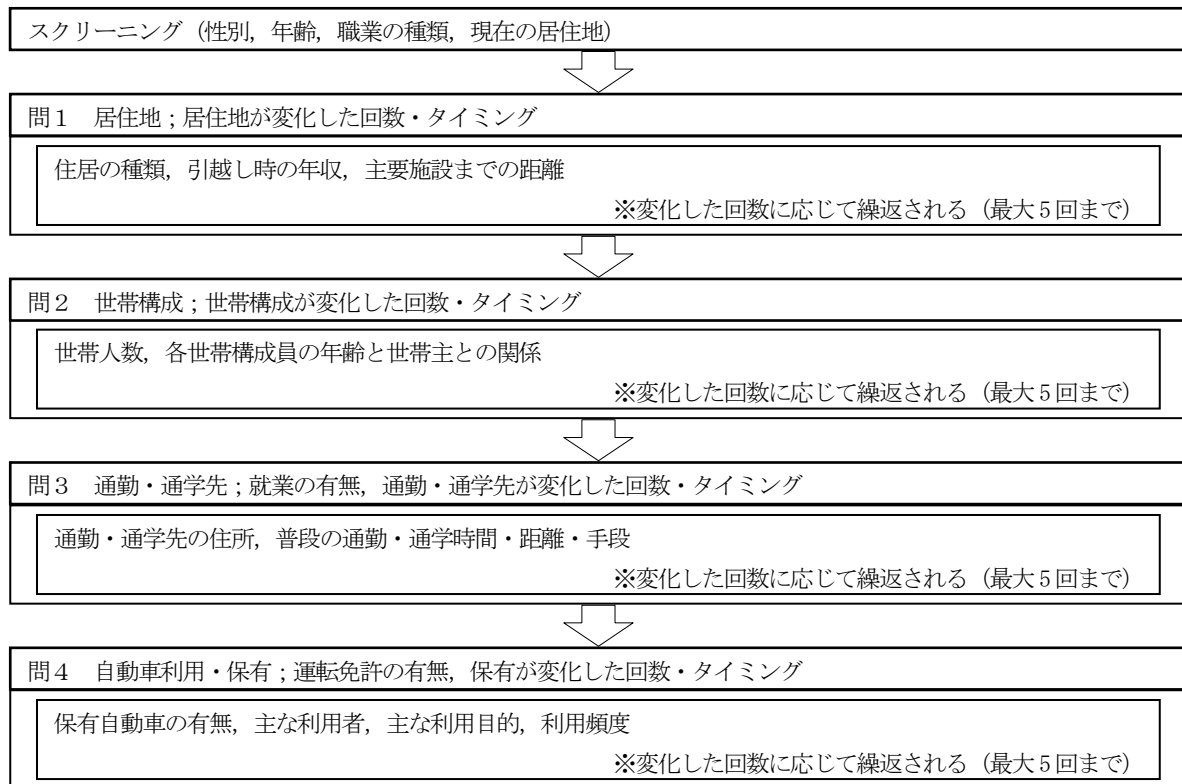 スクリーニング（性別，年齢，職業の種類，現在の居住地）
問１　居住地；居住地が変化した回数・タイミング
住居の種類，引越し時の年収，主要施設までの距離
※変化した回数に応じて繰返される（最大５回まで）
問２　世帯構成；世帯構成が変化した回数・タイミング
世帯人数，各世帯構成員の年齢と世帯主との関係
※変化した回数に応じて繰返される（最大５回まで）
問３　通勤・通学先；就業の有無，通勤・通学先が変化した回数・タイミング
通勤・通学先の住所，普段の通勤・通学時間・距離・手段
※変化した回数に応じて繰返される（最大５回まで）
問４　自動車利用・保有；運転免許の有無，保有が変化した回数・タイミング
保有自動車の有無，主な利用者，主な利用目的，利用頻度
※変化した回数に応じて繰返される（最大５回まで）